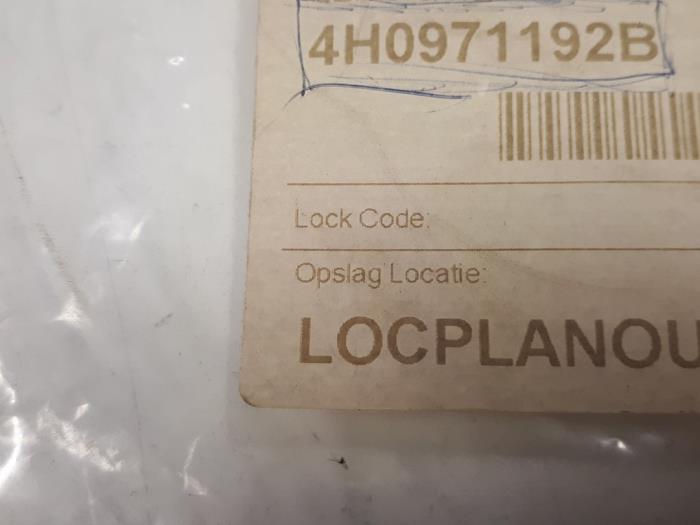 4H0971192B
Lock Code:
Opslag Locatie:
LOCPLANOU